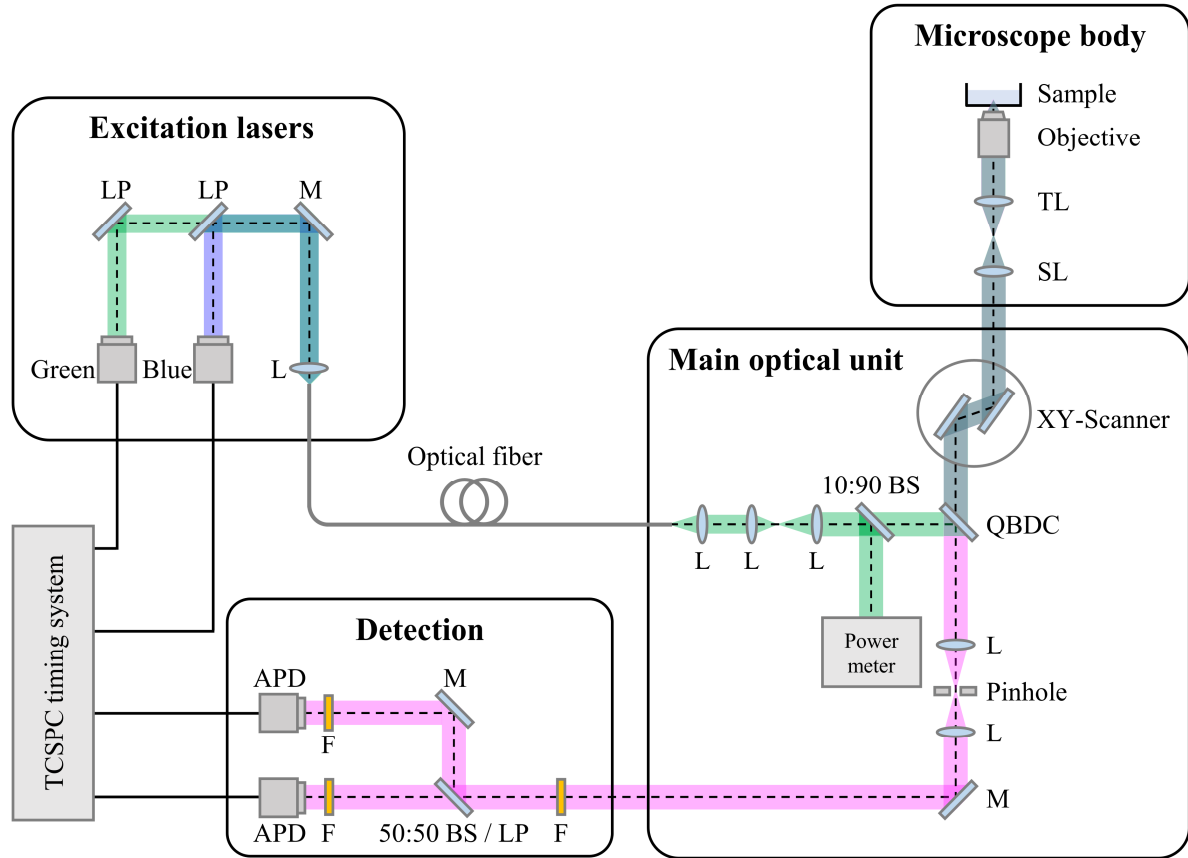 Microscope body
Sample
Objective
TL
SL
Excitation lasers
LP
LP
M
Green
Blue
L
Main optical unit
XY-Scanner
Optical fiber
10:90 BS
QBDC
L
L
L
Power
meter
L
Pinhole
L
M
TCSPC timing system
Detection
APD
M
F
APD
F
50:50 BS / LP
F